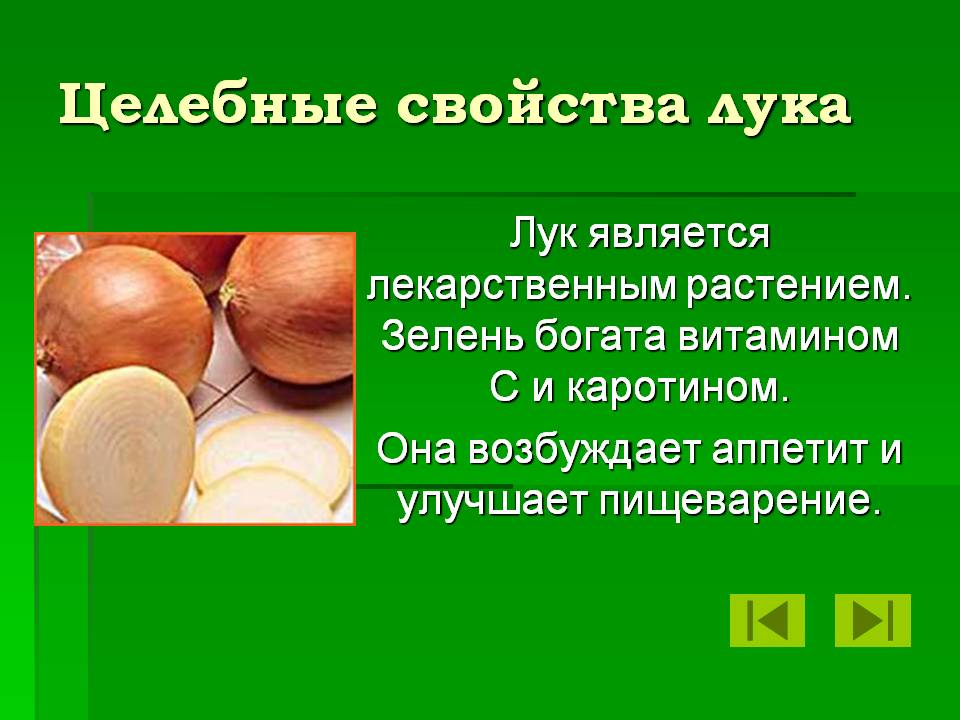 Целебные свойства лука
Лук является
лекарственным растением.
Зелень богата витамином
С и каротином.
Она возбуждает аппетит и
улучшает пищеварение.